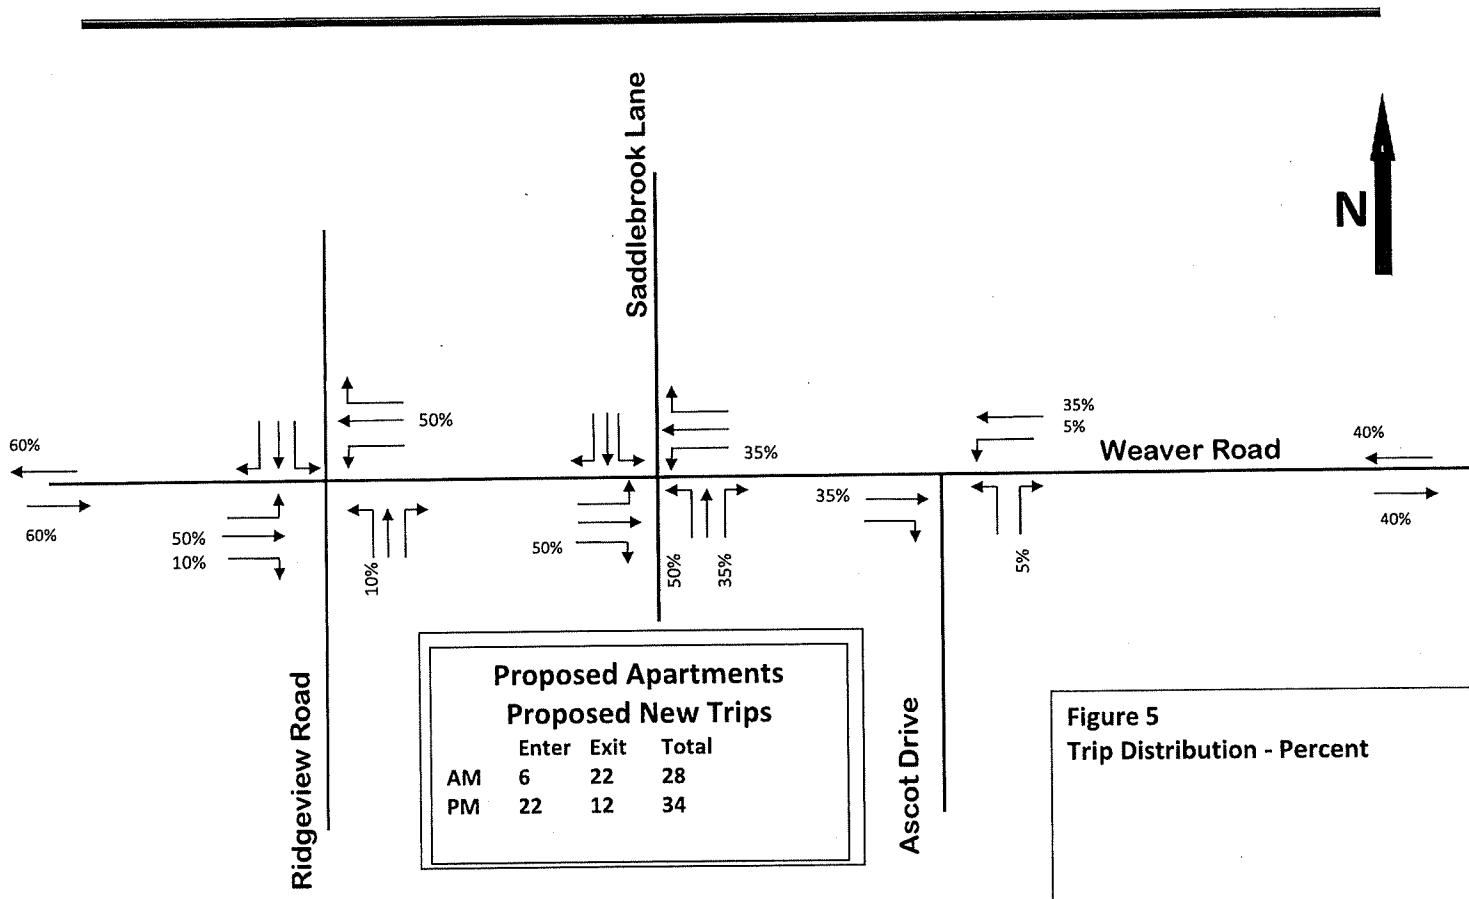 Saddlebrook Lane
N
50%
35%
35%
5%
60%
40%
Weaver Road
35%
60%
50%
10%
10%
50%
50%
35%
5%
40%
Proposed Apartments
Proposed New Trips
Enter Exit Total
AM 6 22 28
PM 22 12 34
Ridgeview Road
Ascot Drive
Figure 5
Trip Distribution - Percent